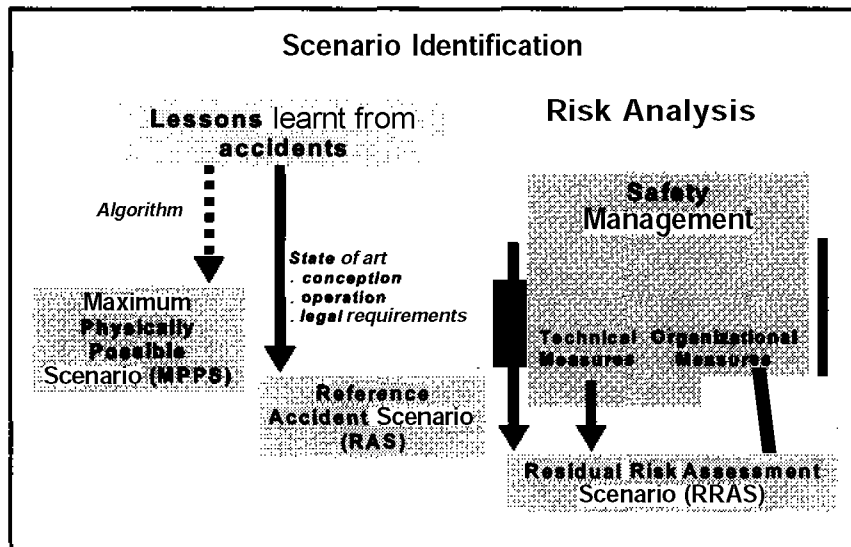 Scenario Identification
Lessons learnt from
accidents
Algorithm
State of art
. conception
. operation
. legal requirements
Maximum
Physically
Possible
Scenario (MPPS)
Reference
Accident Scenario
(RAS)
Risk Analysis
Safety
Management
Technical
Measures
Organizational
Measures
Residual Risk Assessment
Scenario (RRAS)